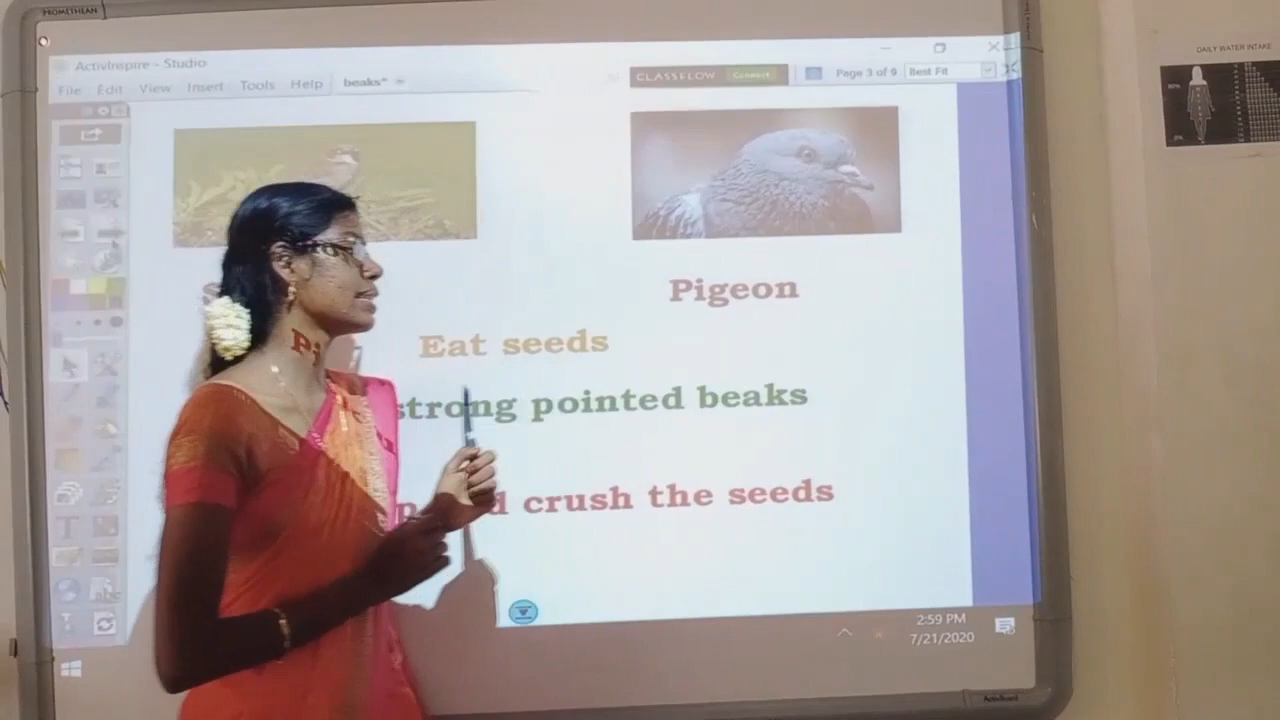 PROMETHEAN
ActivInspire - Studio
File Edit View Insert Tools Help beaks*
CLASSFLOW Connect Page 3 of 9 Best Fit
DAILY WATER INTAKE
Pigeon
Eat seeds
strong pointed beaks
crush the seeds
abc
2:59 PM
7/21/2020